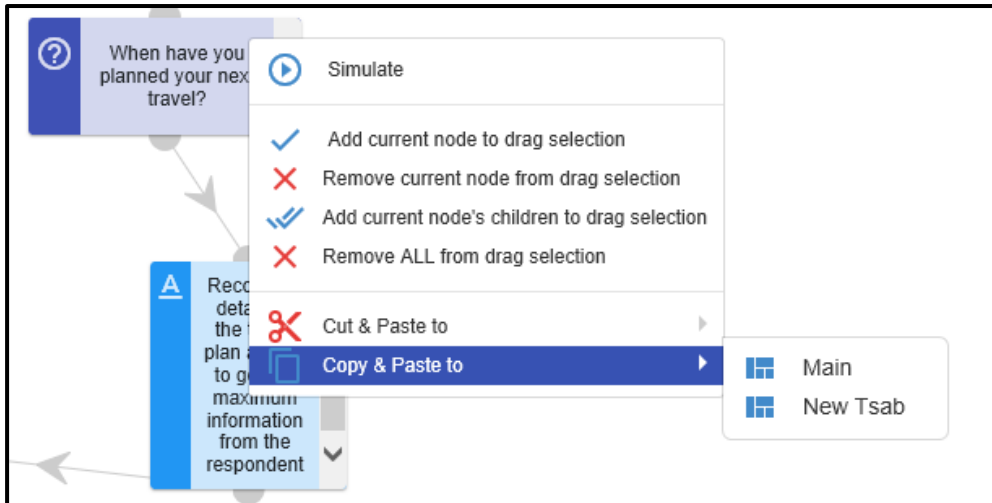 When have you
planned your nex
travel?
Simulate
Add current node to drag selection
Remove current node from drag selection
Add current node's children to drag selection
Remove ALL from drag selection
Cut & Paste to
Copy & Paste to
Main
New Tsab
A
Reco
deta
the
plan
to g
maximum
information
from the
respondent